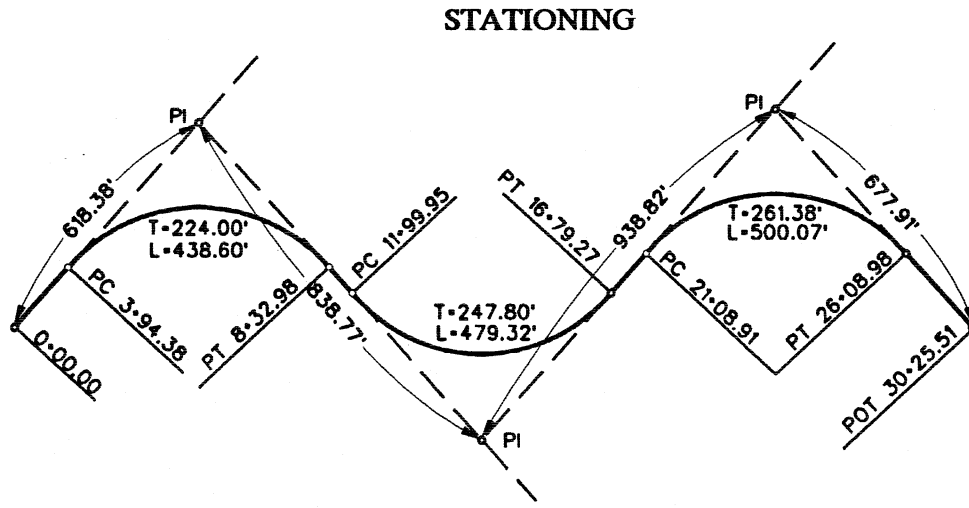 STATIONING
PI
PI
618.38'
T=224.00'
L=438.60'
PC 3+94.38
0+00.00
PT 8+32.98
838.77'
PC 11+99.95
T=247.80'
L=479.32'
PI
PT 16+79.27
938.82'
T=261.38'
L=500.07'
677.91'
PC 21+08.91
PT 26+08.98
POT 30+25.51